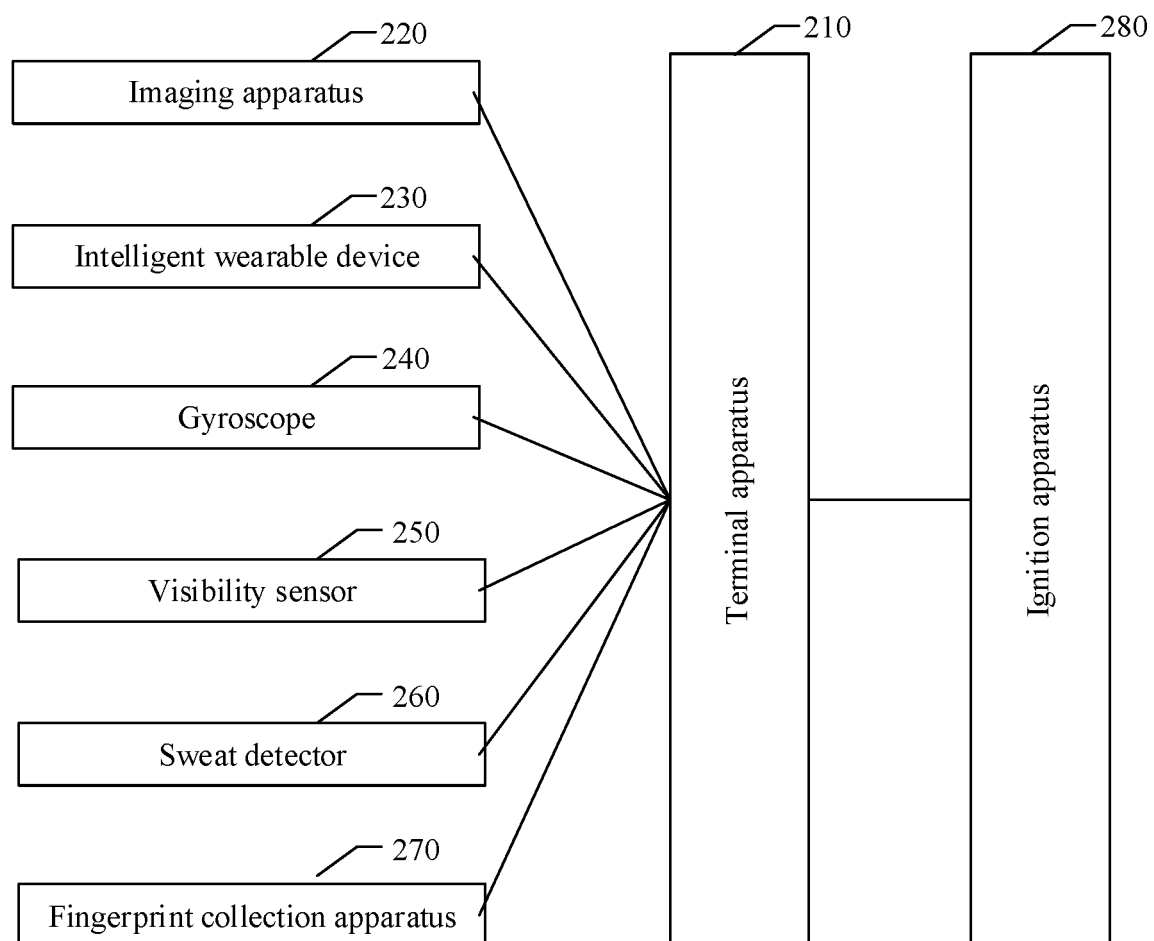 220
Imaging apparatus
230
Intelligent wearable device
240
Gyroscope
250
Visibility sensor
260
Sweat detector
270
Fingerprint collection apparatus
210
Terminal apparatus
280
Ignition apparatus